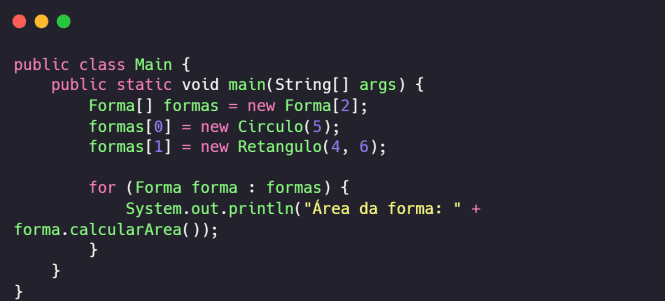 public class Main {
    public static void main(String[] args) {
        Forma[] formas = new Forma[2];
        formas[0] = new Circulo(5);
        formas[1] = new Retangulo(4, 6);

        for (Forma forma : formas) {
            System.out.println("Área da forma: " +
forma.calcularArea());
        }
    }
}